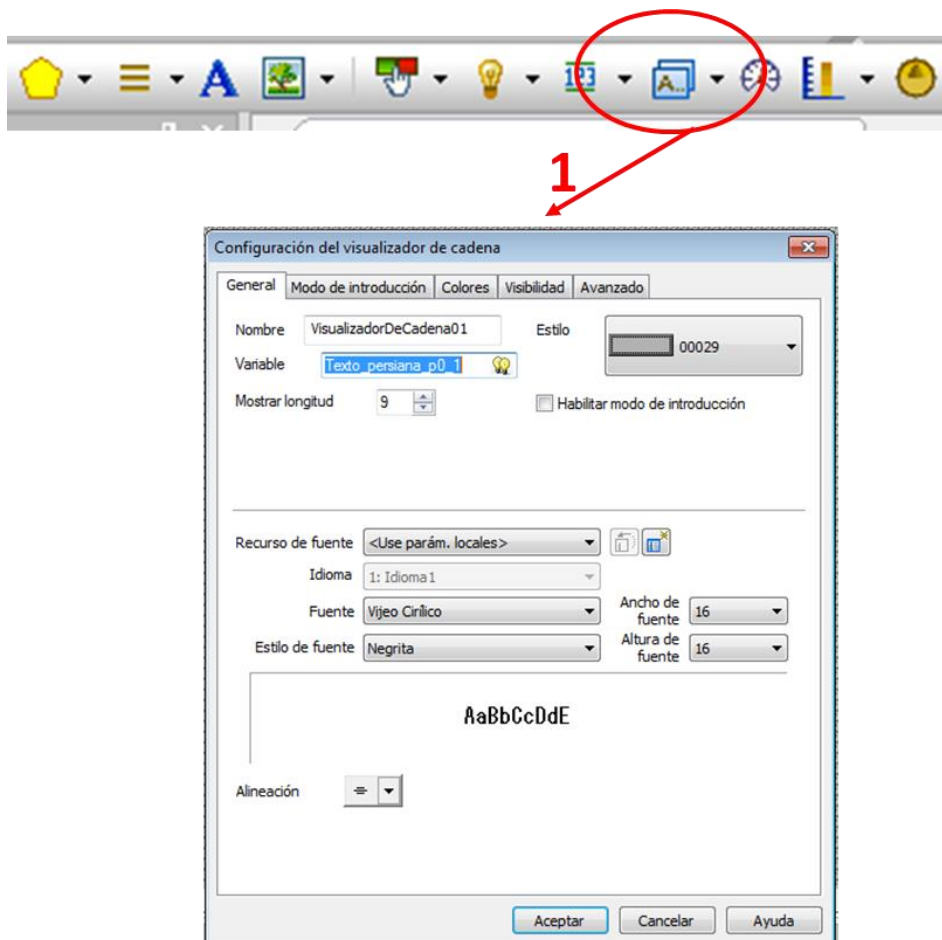 A 123 A..
1
Configuración del visualizador de cadena
General Modo de introducción Colores Visibilidad Avanzado
Nombre VisualizadorDeCadena01 Estilo 00029
Variable Texto_persiana_p0_1
Mostrar longitud 9 Habilitar modo de introducción
Recurso de fuente <Use parám. locales>
Idioma 1: Idioma1
Fuente Vijeo Cirílico Ancho de fuente 16
Estilo de fuente Negrita Altura de fuente 16
AaBbCcDdE
Alineación
Aceptar Cancelar Ayuda